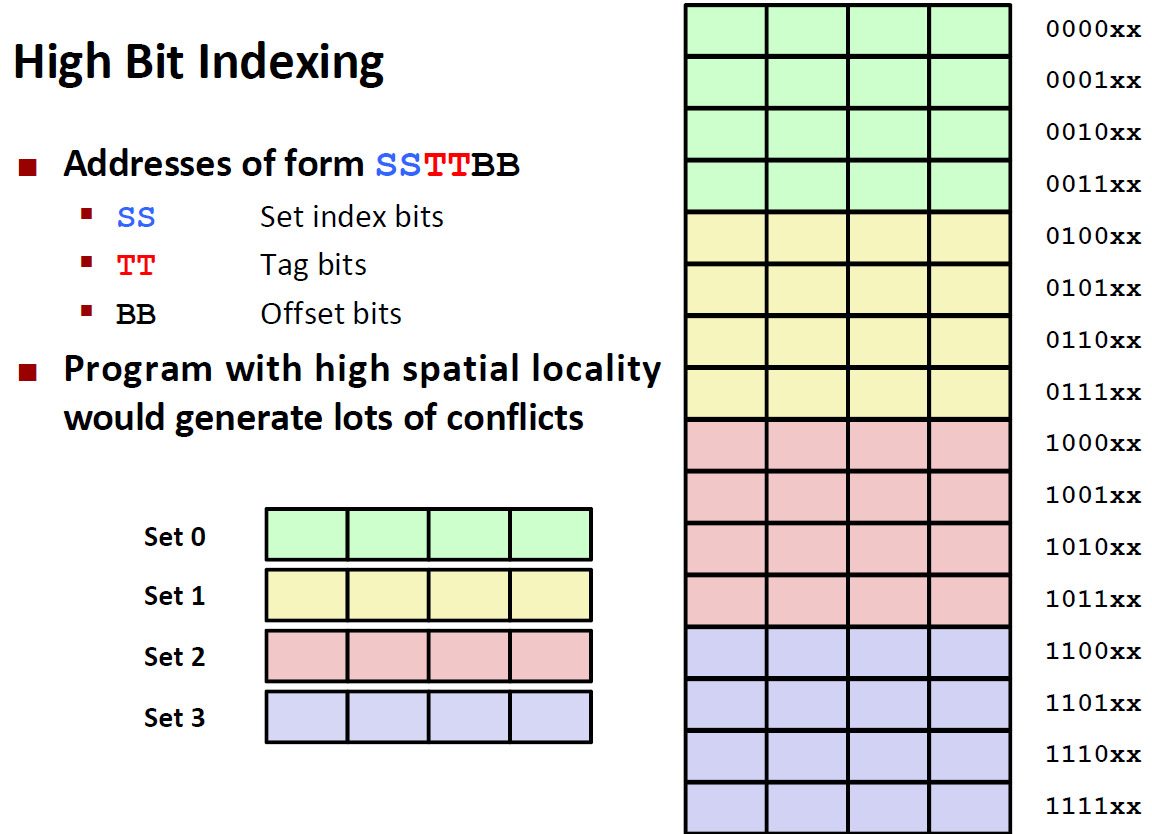 High Bit Indexing
■ Addresses of form SSTTBB
▪ SS Set index bits
▪ TT Tag bits
▪ BB Offset bits
■ Program with high spatial locality
would generate lots of conflicts
Set 0
Set 1
Set 2
Set 3
0000xx
0001xx
0010xx
0011xx
0100xx
0101xx
0110xx
0111xx
1000xx
1001xx
1010xx
1011xx
1100xx
1101xx
1110xx
1111xx